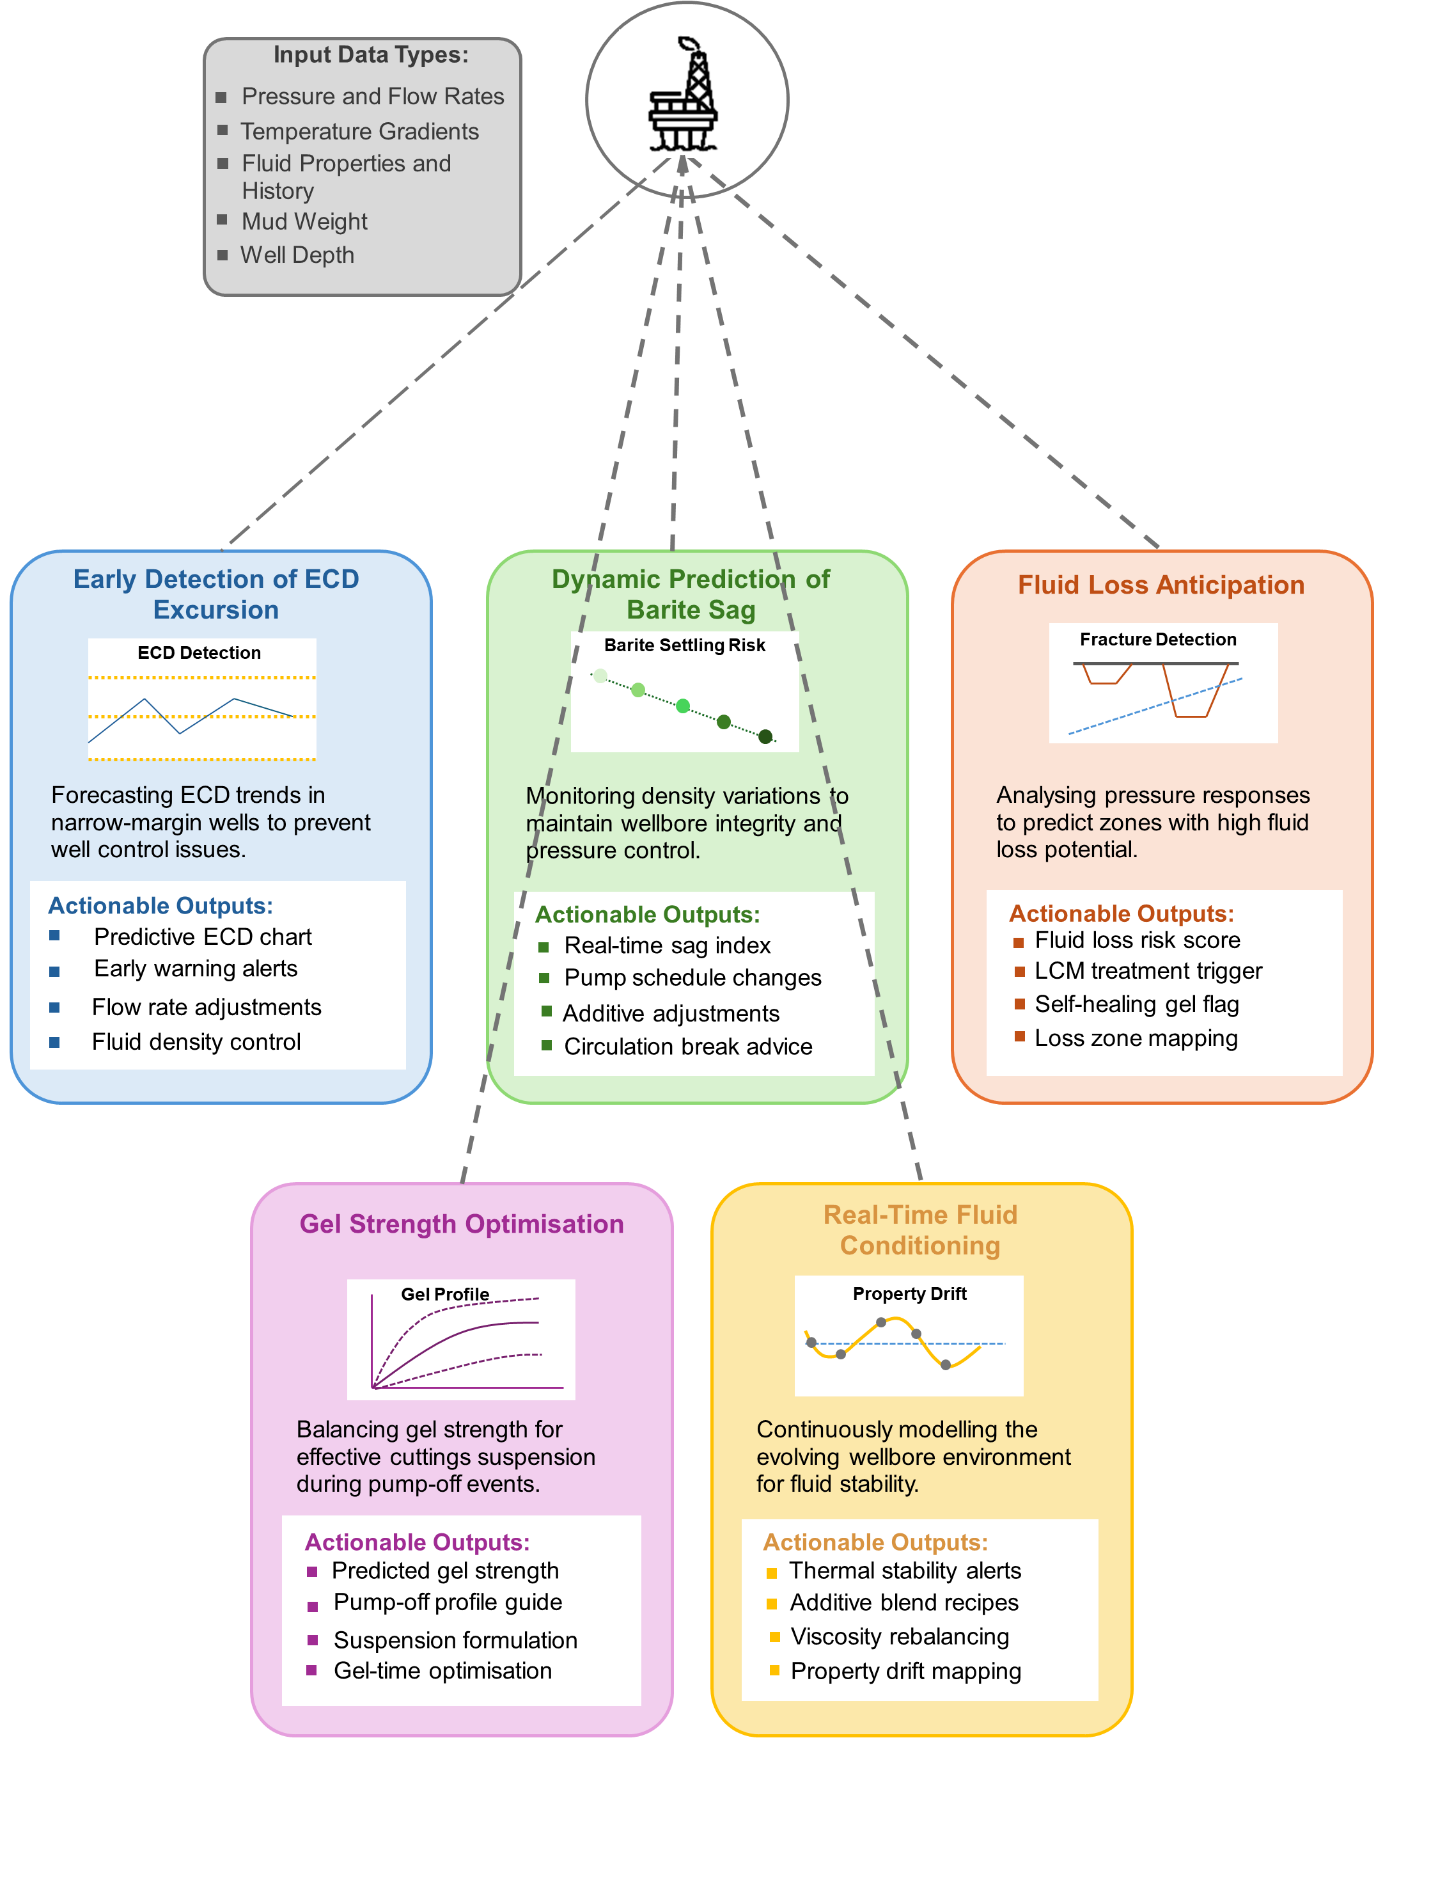 Input Data Types:
Pressure and Flow Rates
Temperature Gradients
Fluid Properties and
History
Mud Weight
Well Depth
Early Detection of ECD
Excursion
ECD Detection
Forecasting ECD trends in
narrow-margin wells to prevent
well control issues.
Actionable Outputs:
Predictive ECD chart
Early warning alerts
Flow rate adjustments
Fluid density control
Dynamic Prediction of
Barite Sag
Barite Settling Risk
Monitoring density variations to
maintain wellbore integrity and
pressure control.
Actionable Outputs:
Real-time sag index
Pump schedule changes
Additive adjustments
Circulation break advice
Fluid Loss Anticipation
Fracture Detection
Analysing pressure responses
to predict zones with high fluid
loss potential.
Actionable Outputs:
Fluid loss risk score
LCM treatment trigger
Self-healing gel flag
Loss zone mapping
Gel Strength Optimisation
Gel Profile
Balancing gel strength for
effective cuttings suspension
during pump-off events.
Actionable Outputs:
Predicted gel strength
Pump-off profile guide
Suspension formulation
Gel-time optimisation
Real-Time Fluid
Conditioning
Property Drift
Continuously modelling the
evolving wellbore environment
for fluid stability.
Actionable Outputs:
Thermal stability alerts
Additive blend recipes
Viscosity rebalancing
Property drift mapping